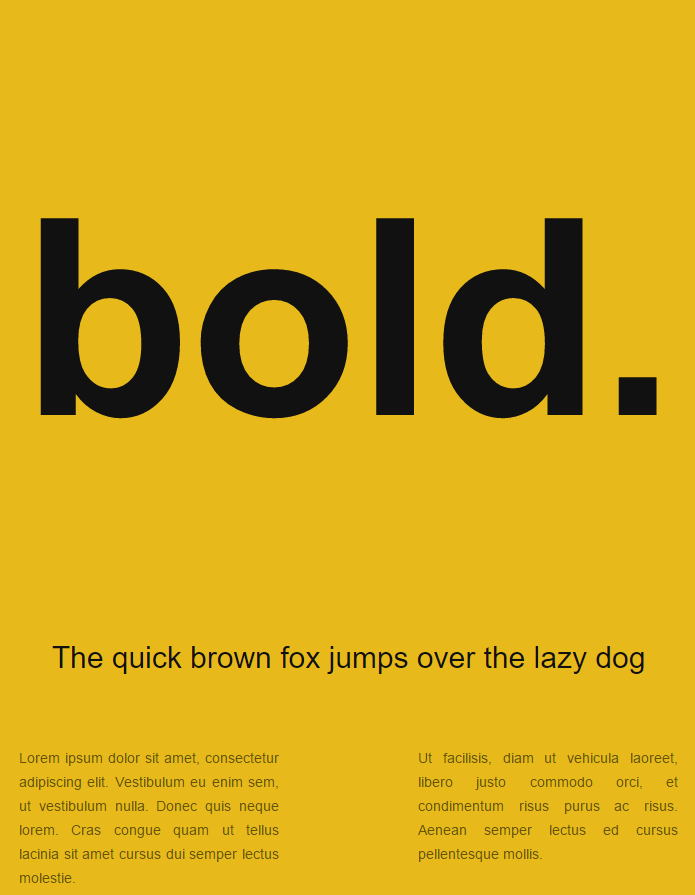 bold.
The quick brown fox jumps over the lazy dog
Lorem ipsum dolor sit amet, consectetur
adipiscing elit. Vestibulum eu enim sem,
ut vestibulum nulla. Donec quis neque
lorem. Cras congue quam ut tellus
lacinia sit amet cursus dui semper lectus
molestie.
Ut facilisis, diam ut vehicula laoreet,
libero justo commodo orci, et
condimentum risus purus ac risus.
Aenean semper lectus ed cursus
pellentesque mollis.